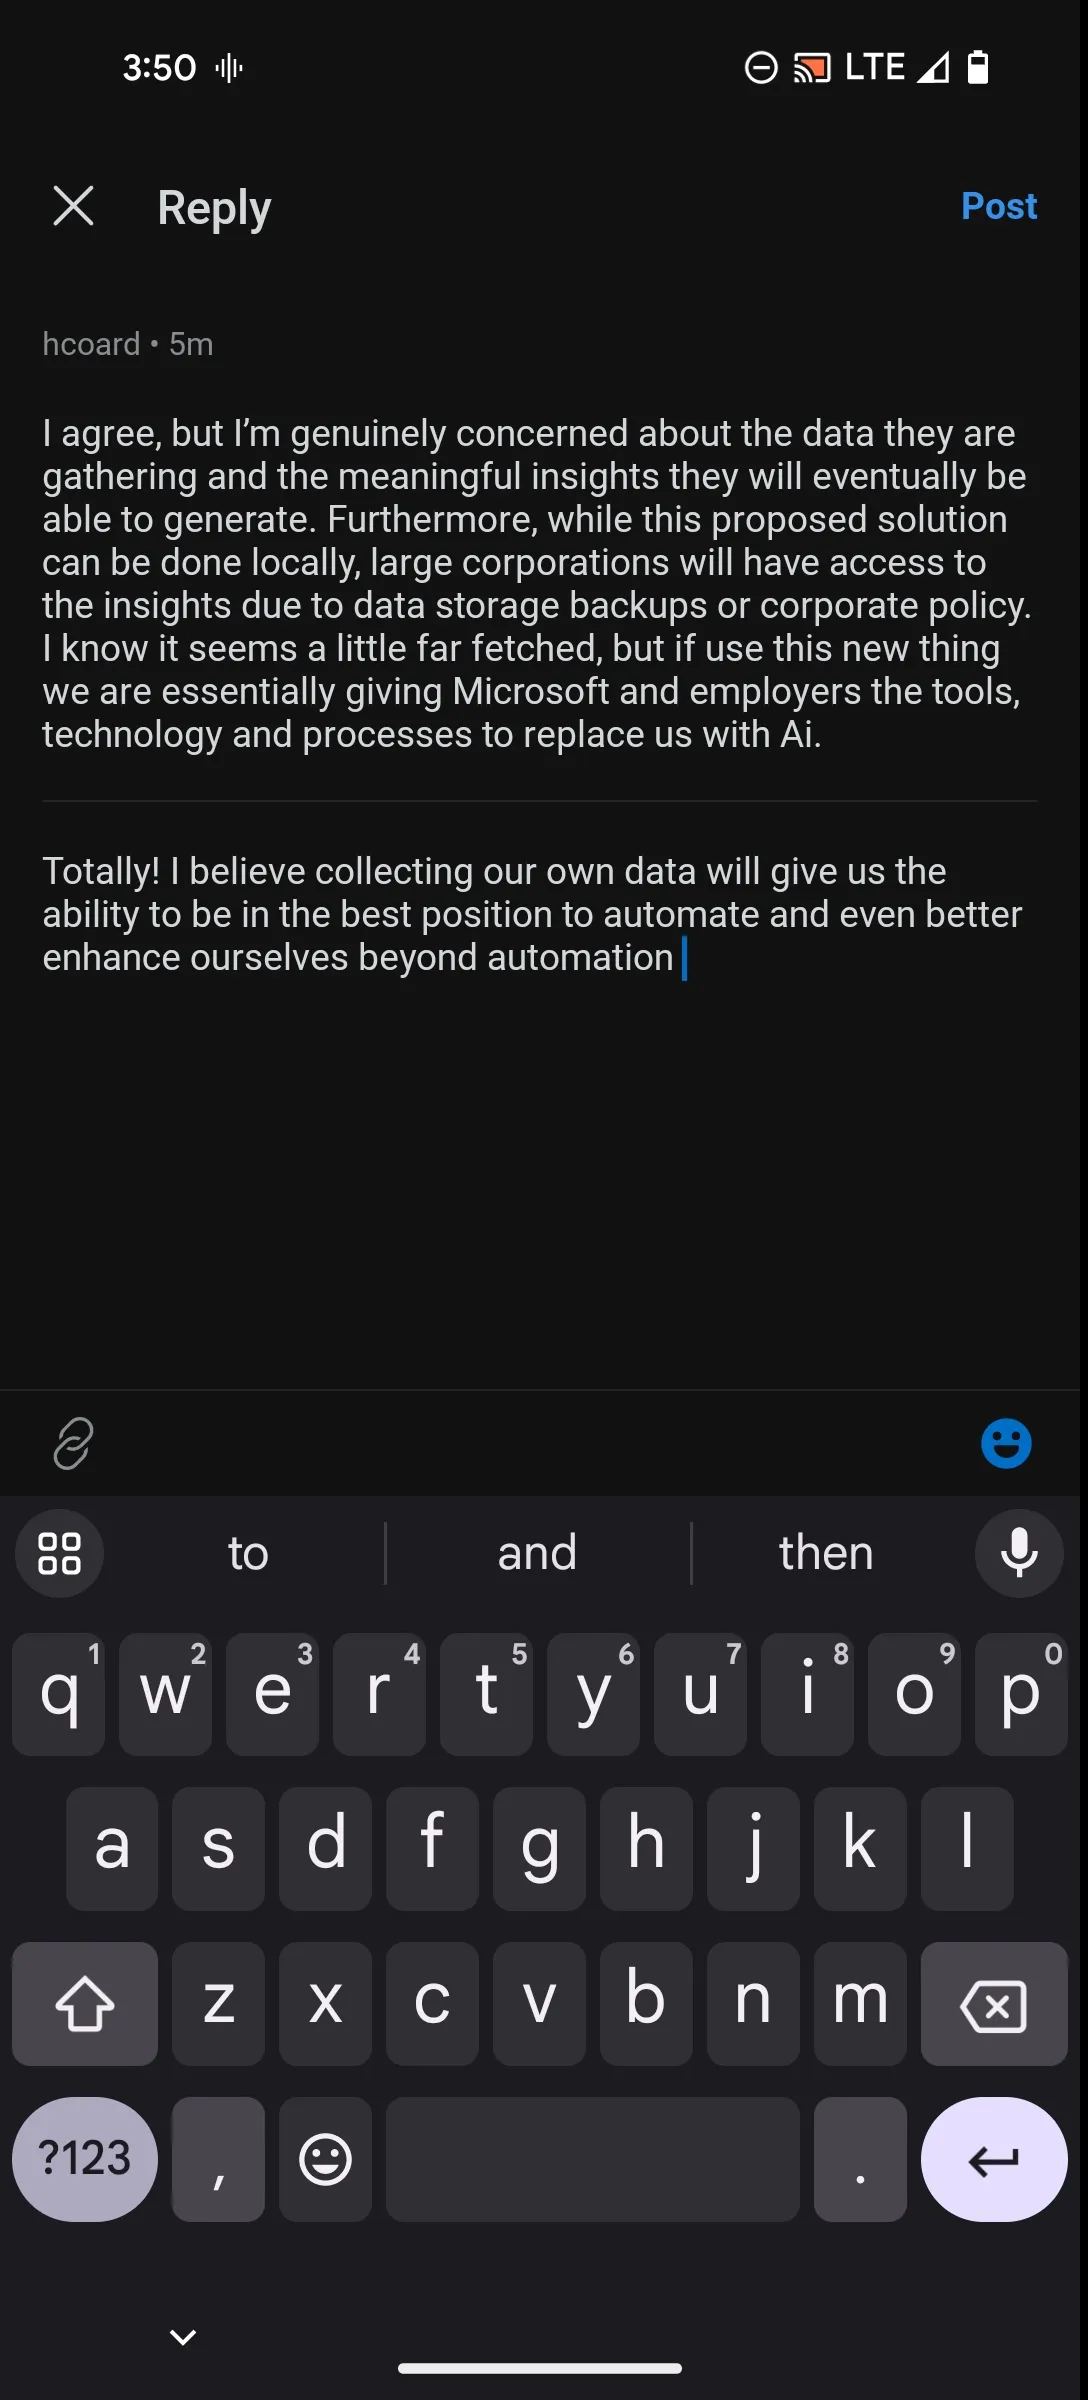 3:50 LTE
Reply Post
hcoard • 5m
I agree, but I’m genuinely concerned about the data they are
gathering and the meaningful insights they will eventually be
able to generate. Furthermore, while this proposed solution
can be done locally, large corporations will have access to
the insights due to data storage backups or corporate policy.
I know it seems a little far fetched, but if use this new thing
we are essentially giving Microsoft and employers the tools,
technology and processes to replace us with Ai.
Totally! I believe collecting our own data will give us the
ability to be in the best position to automate and even better
enhance ourselves beyond automation
to and then
1 2 3 4 5 6 7 8 9 0
q w e r t y u i o p
a s d f g h j k l
z x c v b n m
?123 , .